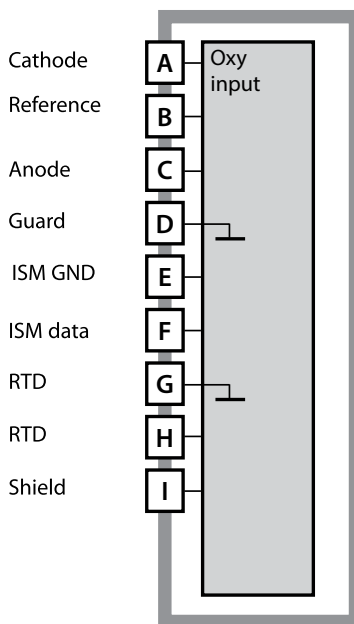 Cathode
A
Oxy
input
Reference
B
Anode
C
Guard
D
ISM GND
E
ISM data
F
RTD
G
RTD
H
Shield
I